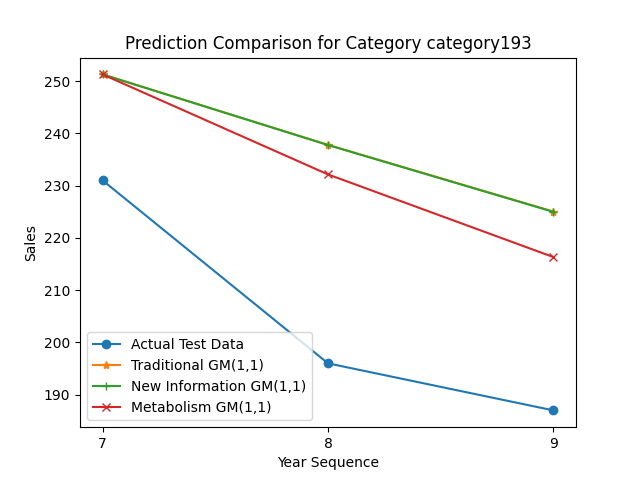 Prediction Comparison for Category category193
250
240
230
220
210
200
190
Sales
Actual Test Data
Traditional GM(1,1)
New Information GM(1,1)
Metabolism GM(1,1)
7
8
9
Year Sequence